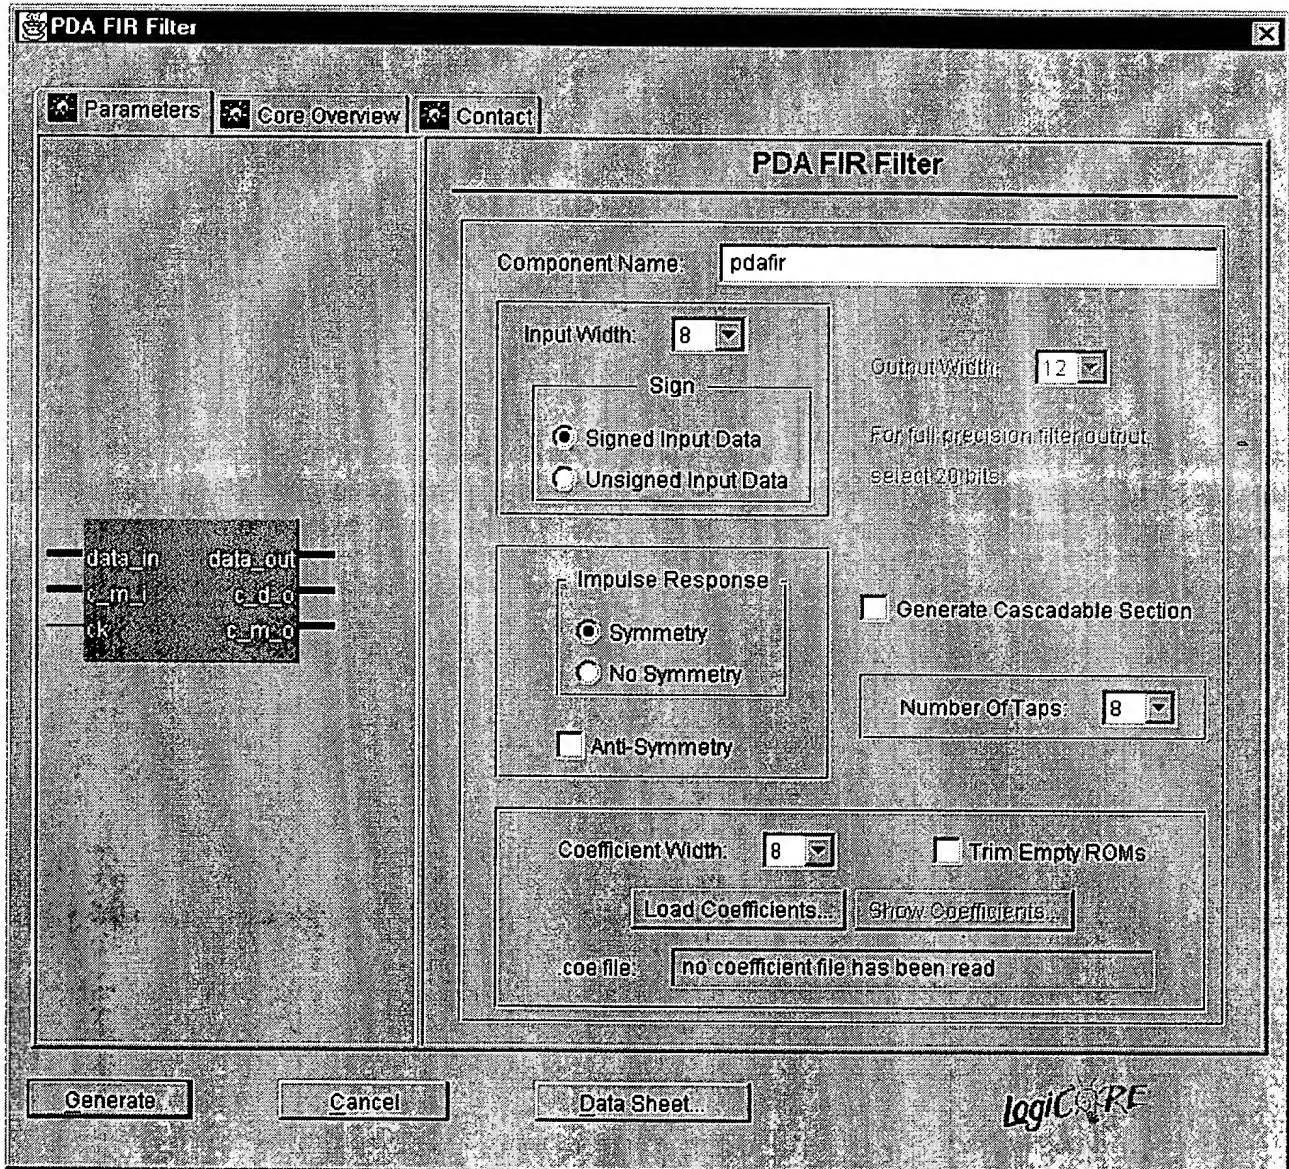 PDA FIR Filter
Parameters Core Overview Contact
PDA FIR Filter
Component Name: pdafir
Input Width: 8
Output Width: 12
Sign
Signed Input Data
Unsigned Input Data
For full precision filter output,
select 20 bits.
data_in data_out
c_m_i c_d_o
ck c_m_o
Impulse Response
Symmetry
No Symmetry
Anti-Symmetry
Generate Cascadable Section
Number Of Taps: 8
Coefficient Width: 8 Trim Empty ROMs
Load Coefficients... Show Coefficients...
.coe file: no coefficient file has been read
Generate Cancel Data Sheet... LogiCORE